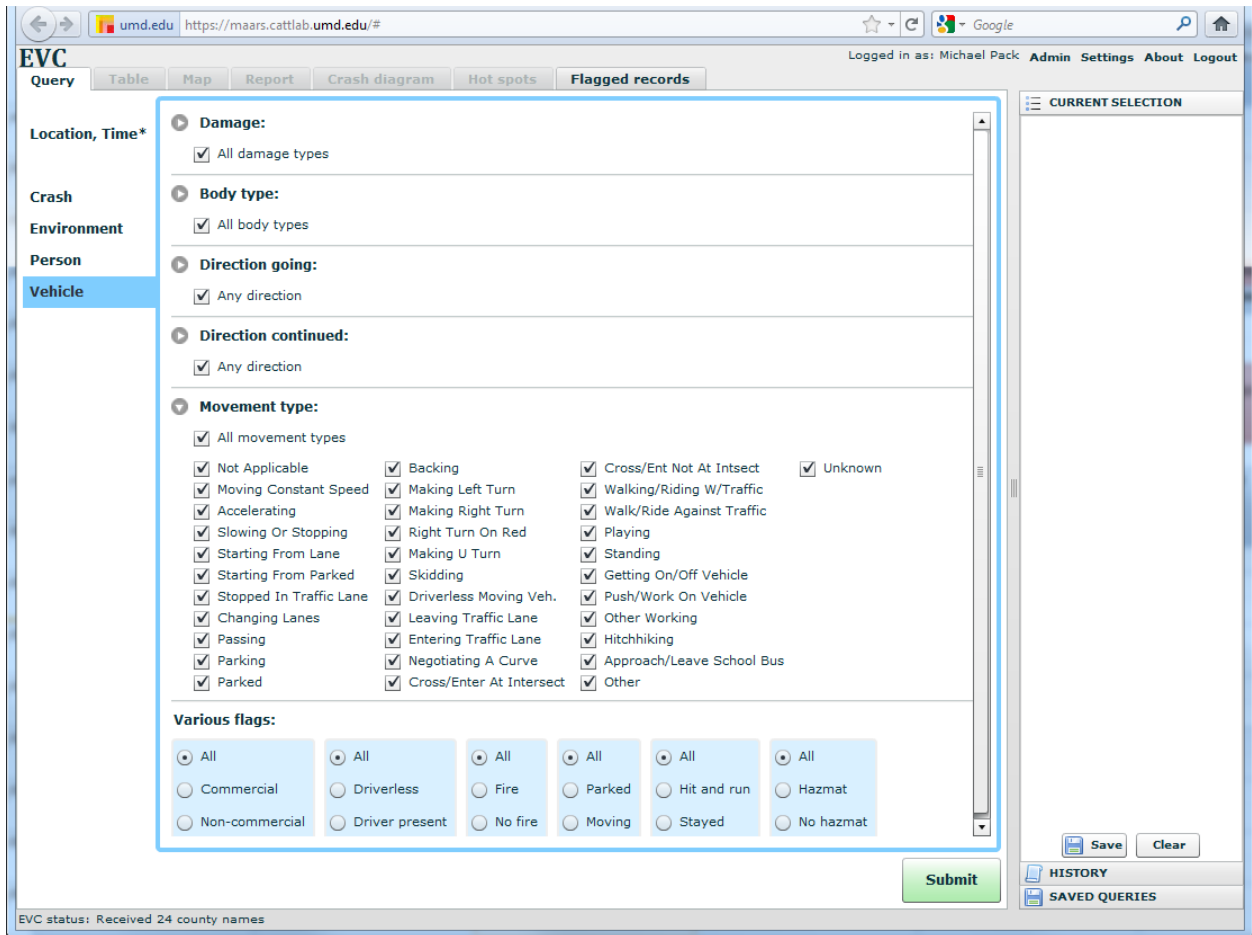 umd.edu https://maars.cattlab.umd.edu/# Google
EVC
Logged in as: Michael Pack Admin Settings About Logout
Query Table Map Report Crash diagram Hot spots Flagged records
Location, Time*
Crash
Environment
Person
Vehicle
Damage:
All damage types
Body type:
All body types
Direction going:
Any direction
Direction continued:
Any direction
Movement type:
All movement types
Not Applicable Backing Cross/Ent Not At Intsect Unknown
Moving Constant Speed Making Left Turn Walking/Riding W/Traffic
Accelerating Making Right Turn Walk/Ride Against Traffic
Slowing Or Stopping Right Turn On Red Playing
Starting From Lane Making U Turn Standing
Starting From Parked Skidding Getting On/Off Vehicle
Stopped In Traffic Lane Driverless Moving Veh. Push/Work On Vehicle
Changing Lanes Leaving Traffic Lane Other Working
Passing Entering Traffic Lane Hitchhiking
Parking Negotiating A Curve Approach/Leave School Bus
Parked Cross/Enter At Intersect Other
Various flags:
All All All All All All
Commercial Driverless Fire Parked Hit and run Hazmat
Non-commercial Driver present No fire Moving Stayed No hazmat
Submit
CURRENT SELECTION
Save Clear
HISTORY
SAVED QUERIES
EVC status: Received 24 county names